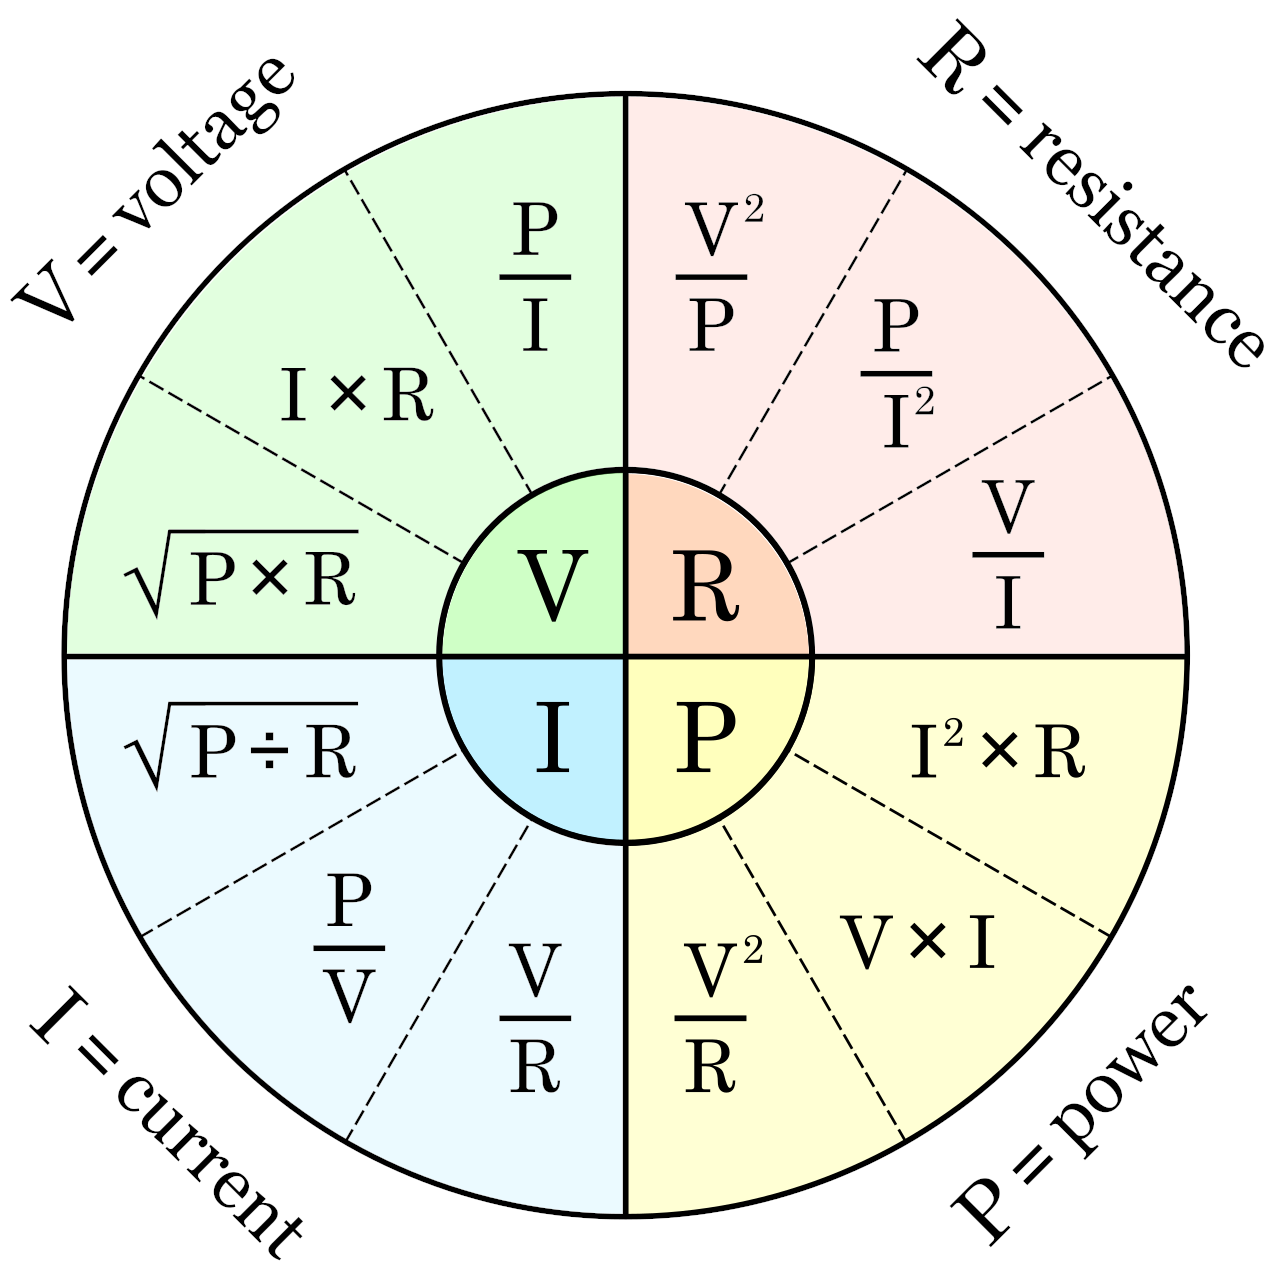 V = voltage
R = resistance
P/I
V²/P
I × R
P/I²
√(P × R)
V/I
V
R
I
P
√(P ÷ R)
I² × R
P/V
V × I
V/R
V²/R
I = current
P = power